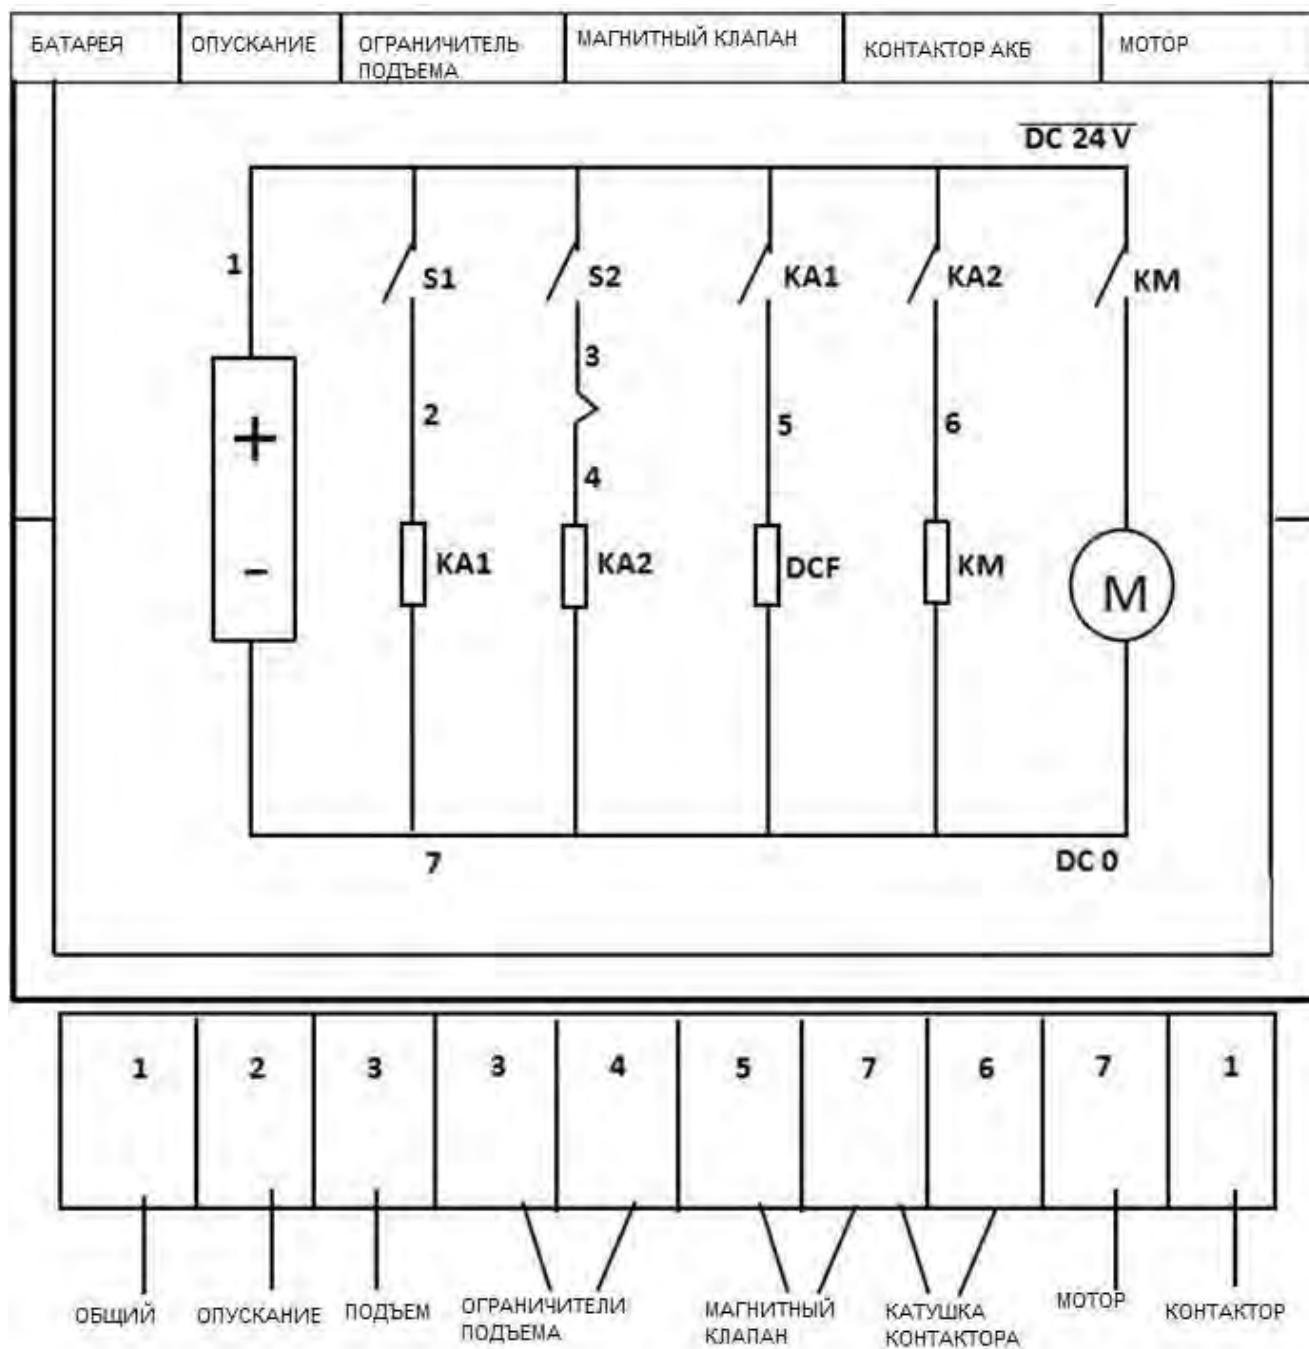 БАТАРЕЯ
ОПУСКАНИЕ
ОГРАНИЧИТЕЛЬ
ПОДЪЕМА
МАГНИТНЫЙ КЛАПАН
КОНТАКТОР АКБ
МОТОР
DC 24 V
1
S1
S2
KA1
KA2
KM
3
2
5
6
+
4
-
KA1
KA2
DCF
KM
M
7
DC 0
1
2
3
3
4
5
7
6
7
1
ОБЩИЙ
ОПУСКАНИЕ
ПОДЪЕМ
ОГРАНИЧИТЕЛИ
ПОДЪЕМА
МАГНИТНЫЙ
КЛАПАН
КАТУШКА
КОНТАКТОРА
МОТОР
КОНТАКТОР